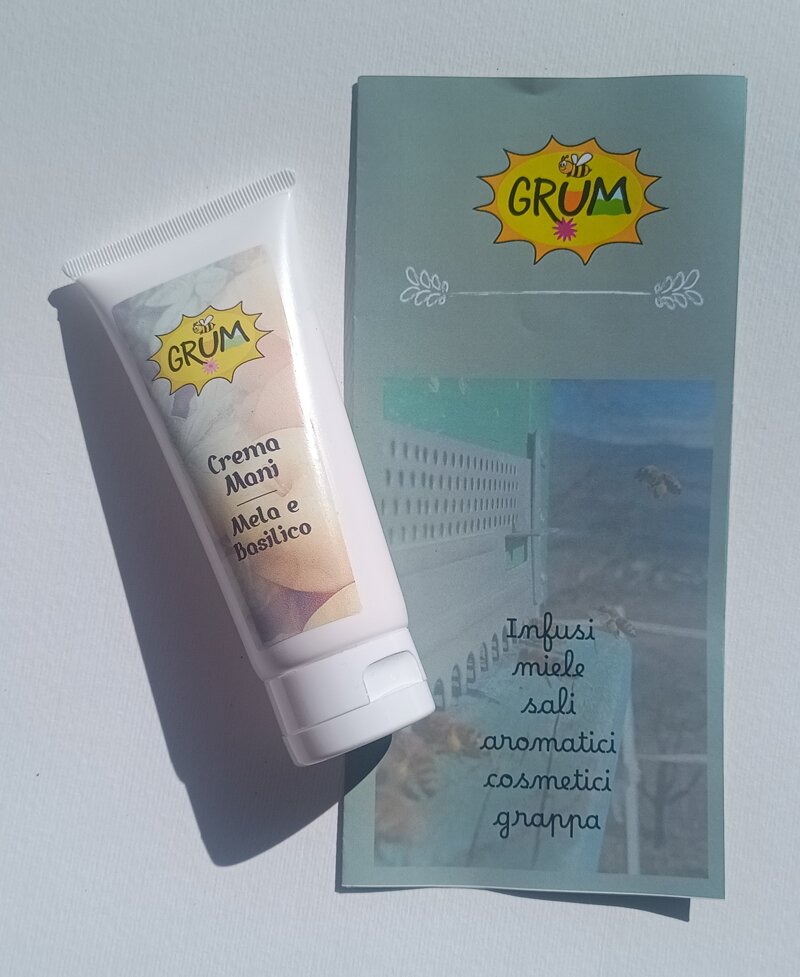 GRUM
Crema
Mani
Mela e
Basilico
GRUM
Infusi
miele
sali
aromatici
cosmetici
grappa